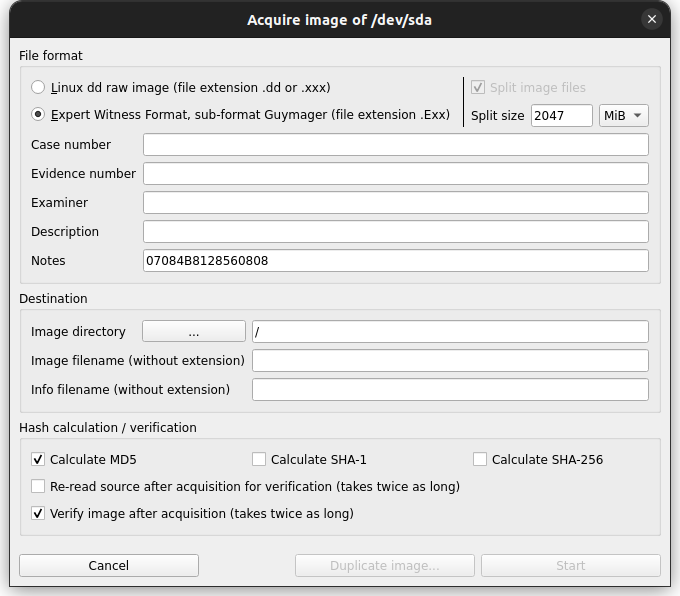 Acquire image of /dev/sda
File format
Linux dd raw image (file extension .dd or .xxx)
Split image files
Expert Witness Format, sub-format Guymager (file extension .Exx)
Split size 2047 MiB
Case number
Evidence number
Examiner
Description
Notes 07084B8128560808
Destination
Image directory ... /
Image filename (without extension)
Info filename (without extension)
Hash calculation / verification
Calculate MD5 Calculate SHA-1 Calculate SHA-256
Re-read source after acquisition for verification (takes twice as long)
Verify image after acquisition (takes twice as long)
Cancel Duplicate image... Start